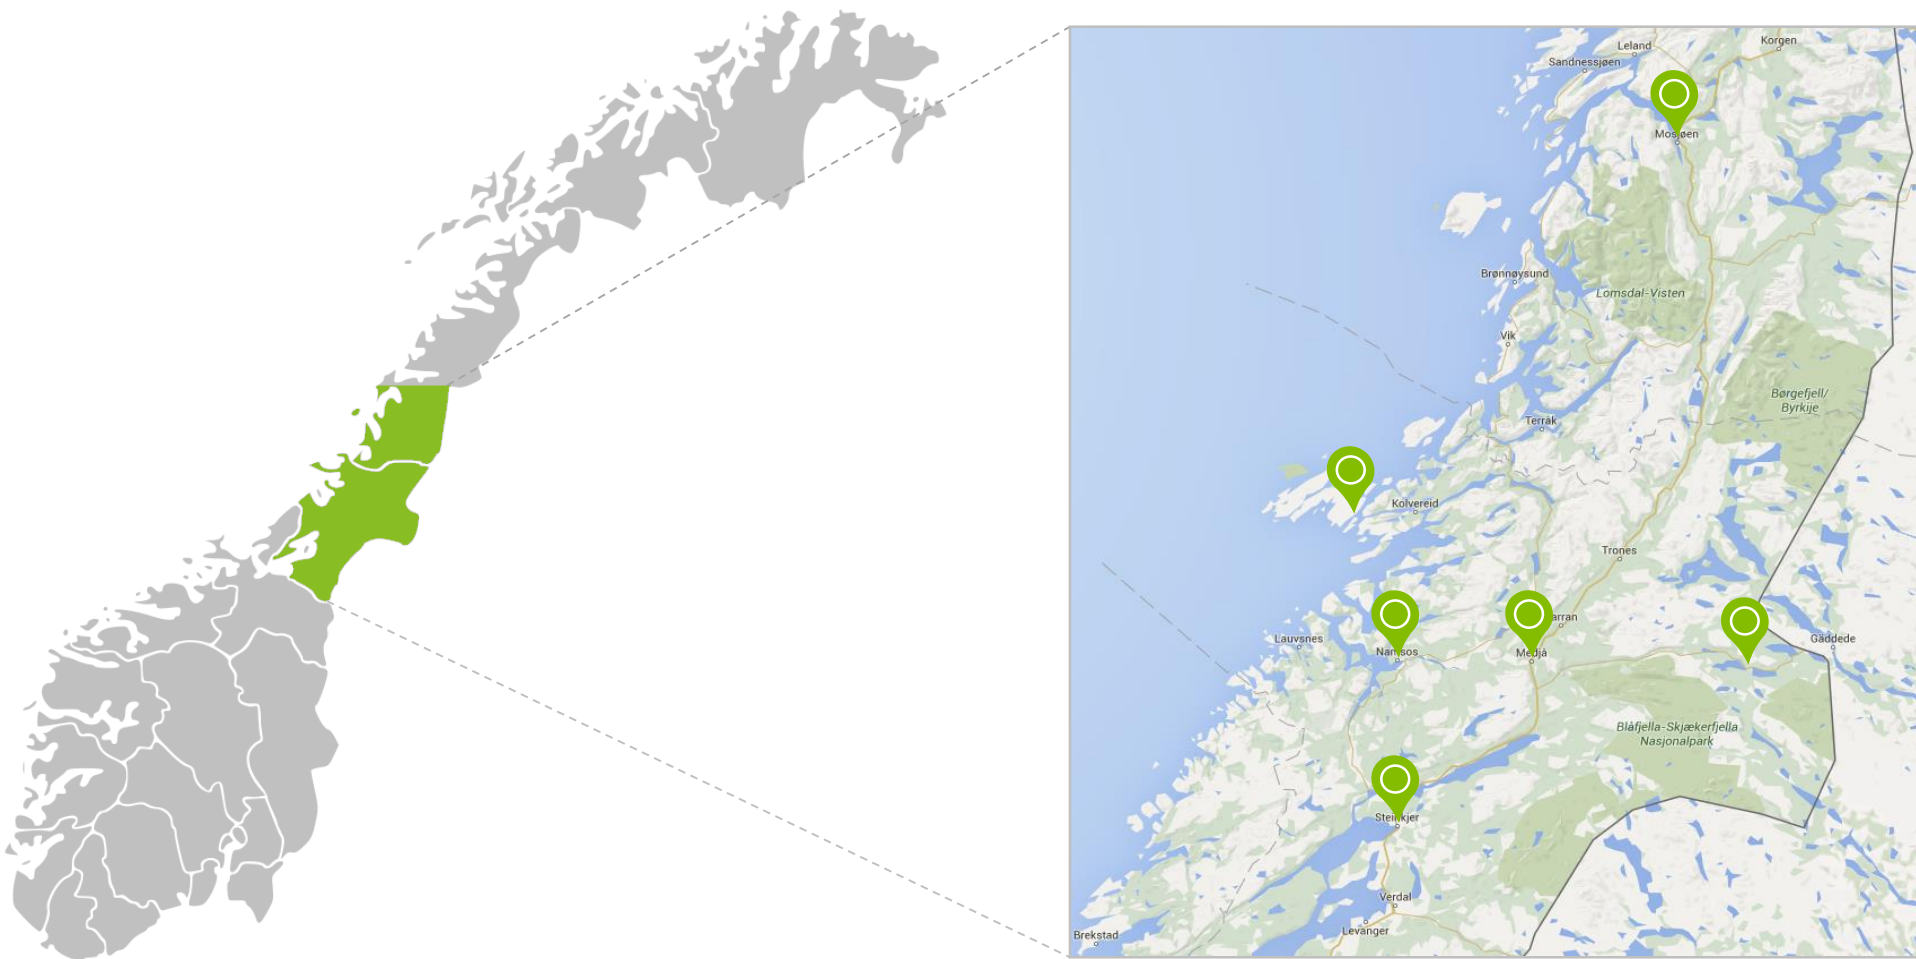 Leland
Korgen
Sandnessjøen
Mosjøen
Brønnøysund
Lomsdal-Visten
Vik
Børgefjell/
Byrkije
Terråk
Kolvereid
Trones
arran
Lauvsnes
Namsos
Medjå
Gäddede
Blåfjella-Skjækerfjella
Nasjonalpark
Steinkjer
Verdal
Levanger
Brekstad